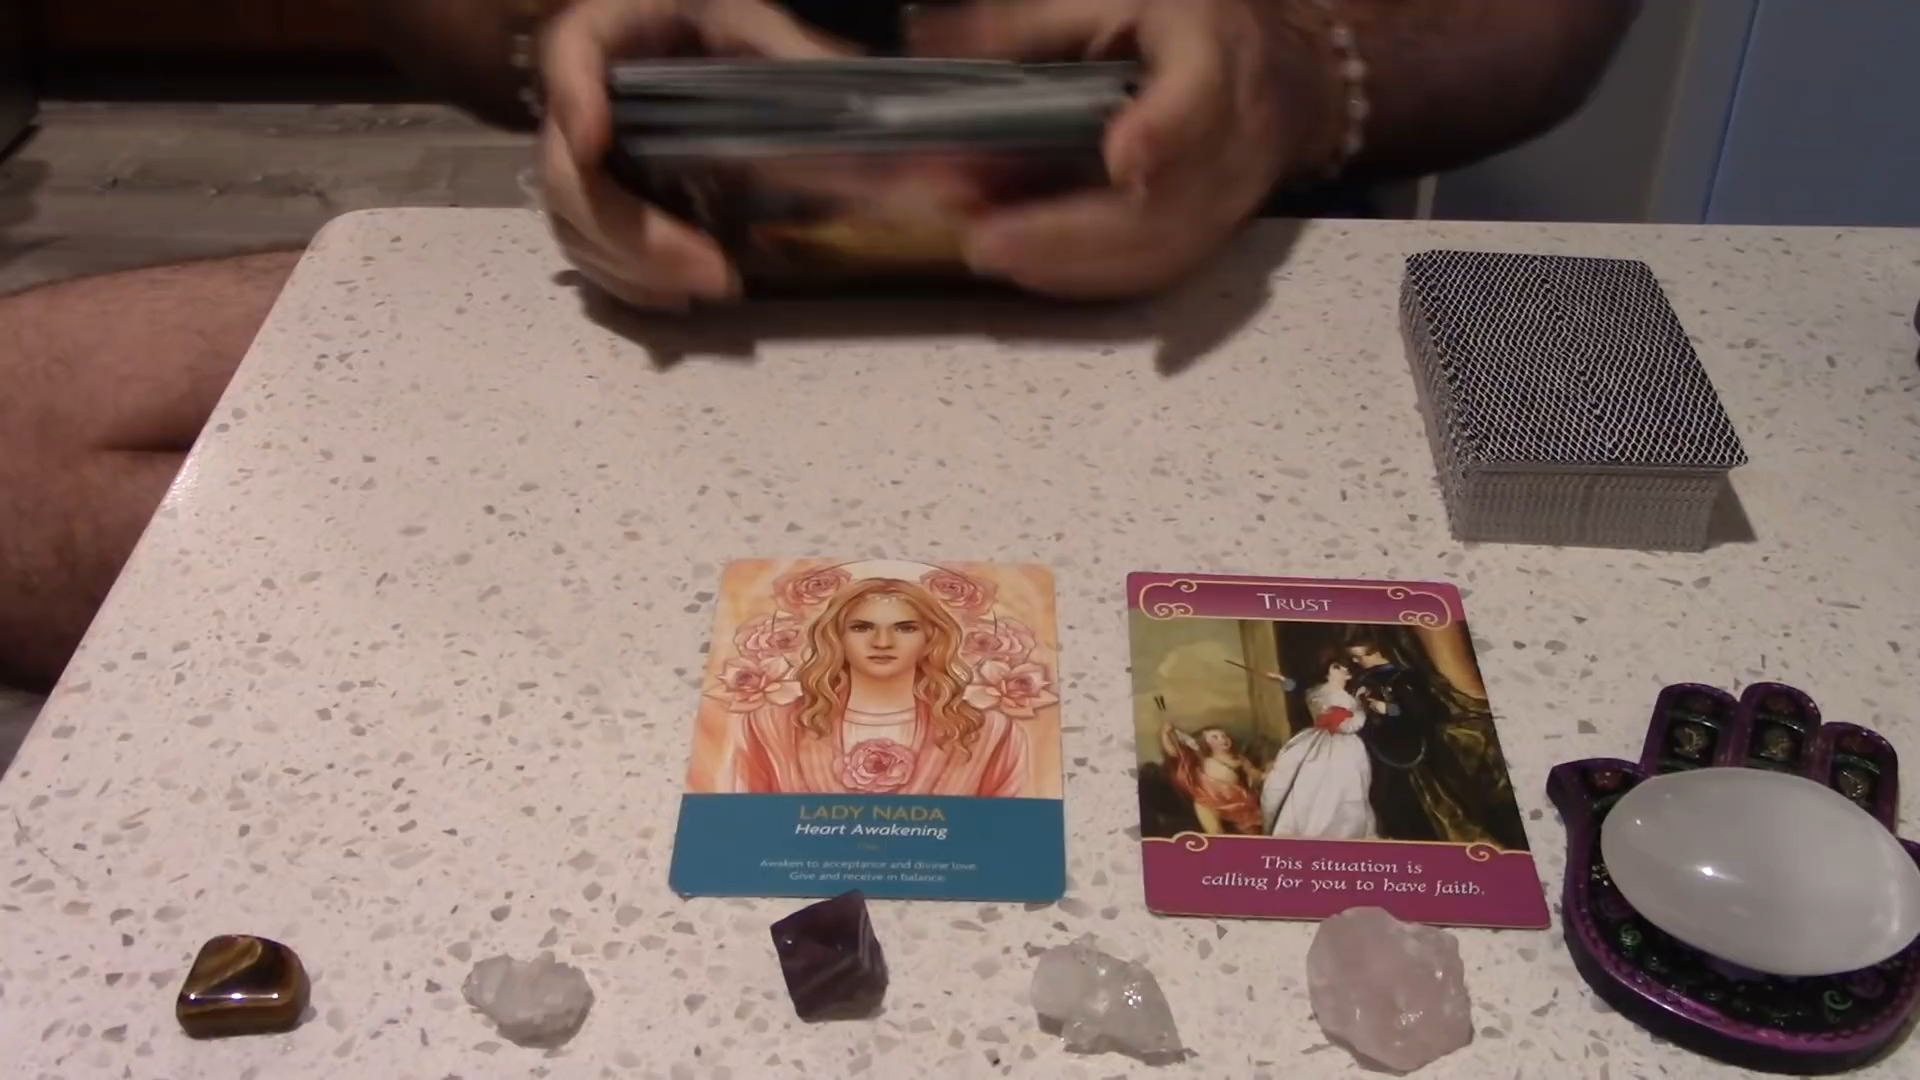 LADY NADA
Heart Awakening
Awaken to acceptance and divine love.
Give and receive in balance.
TRUST
This situation is
calling for you to have faith.